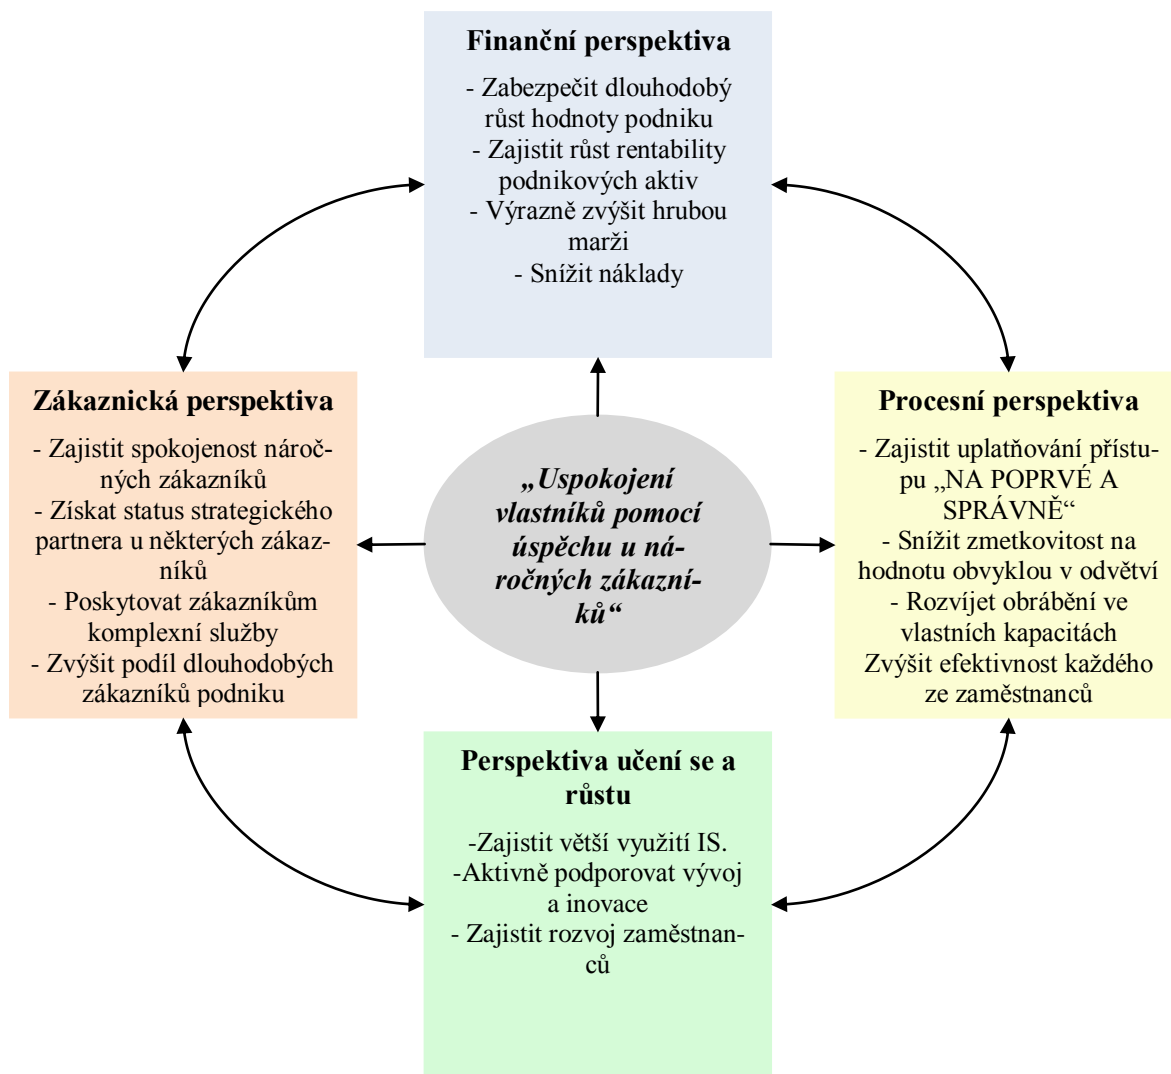 Finanční perspektiva
- Zabezpečit dlouhodobý
růst hodnoty podniku
- Zajistit růst rentability
podnikových aktiv
- Výrazně zvýšit hrubou
marži
- Snížit náklady
Zákaznická perspektiva
- Zajistit spokojenost nároč-
ných zákazníků
- Získat status strategického
partnera u některých zákaz-
níků
- Poskytovat zákazníkům
komplexní služby
- Zvýšit podíl dlouhodobých
zákazníků podniku
„Uspokojení
vlastníků pomocí
úspěchu u ná-
ročných zákazní-
ků“
Procesní perspektiva
- Zajistit uplatňování přístu-
pu „NA POPRVÉ A
SPRÁVNĚ“
- Snížit zmetkovitost na
hodnotu obvyklou v odvětví
- Rozvíjet obrábění ve
vlastních kapacitách
Zvýšit efektivnost každého
ze zaměstnanců
Perspektiva učení se a
růstu
-Zajistit větší využití IS.
-Aktivně podporovat vývoj
a inovace
- Zajistit rozvoj zaměstnan-
ců